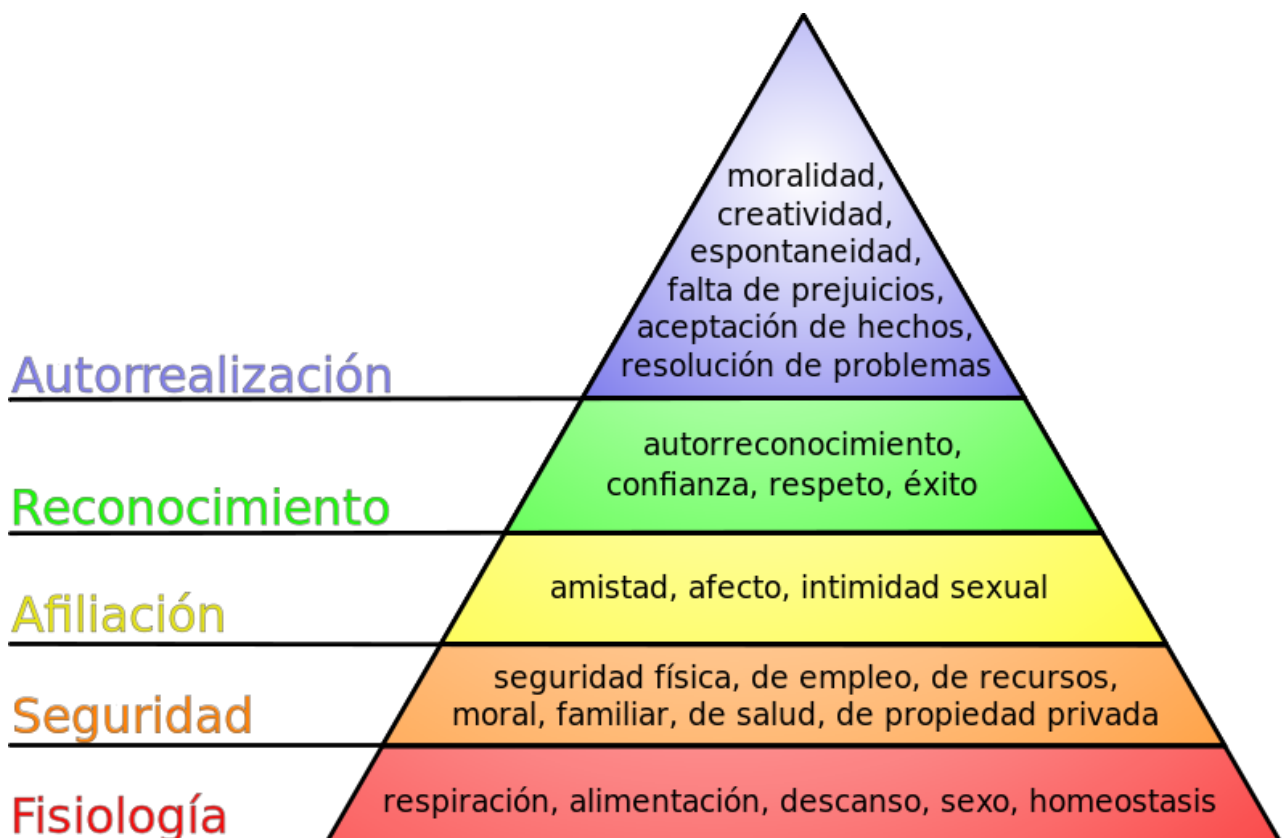 moralidad,
creatividad,
espontaneidad,
falta de prejuicios,
aceptación de hechos,
resolución de problemas
Autorrealización
autorreconocimiento,
confianza, respeto, éxito
Reconocimiento
amistad, afecto, intimidad sexual
Afiliación
seguridad física, de empleo, de recursos,
moral, familiar, de salud, de propiedad privada
Seguridad
respiración, alimentación, descanso, sexo, homeostasis
Fisiología